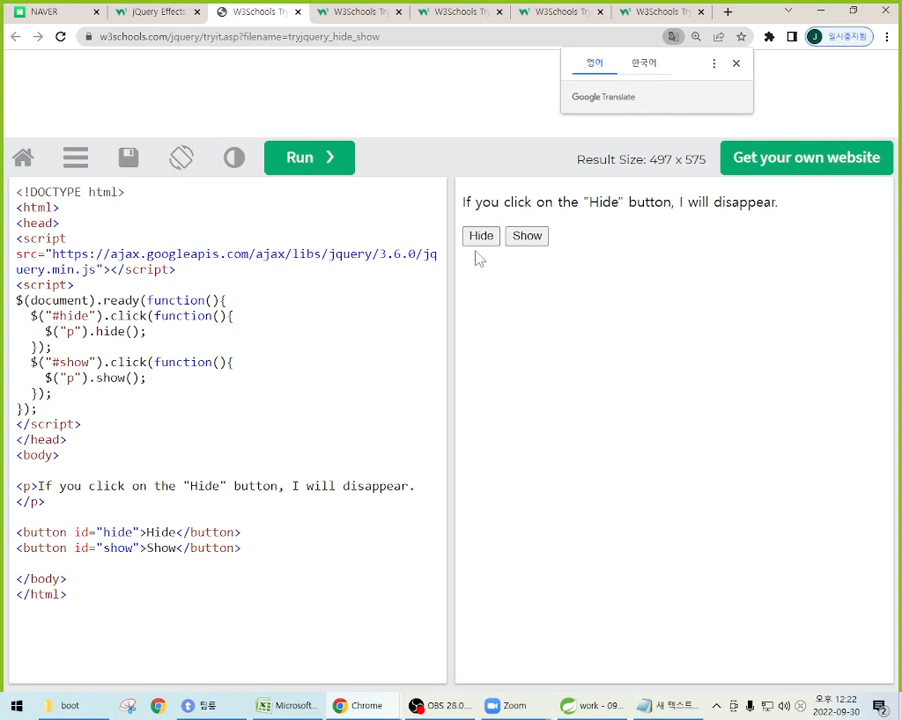 NAVER
jQuery Effects
W3Schools Try
W3Schools Try
W3Schools Try
W3Schools Try
W3Schools Try
w3schools.com/jquery/tryit.asp?filename=tryjquery_hide_show
J 일시중지됨
영어 한국어
Google Translate
Run ❯
Result Size: 497 x 575
Get your own website
<!DOCTYPE html>
<html>
<head>
<script
src="https://ajax.googleapis.com/ajax/libs/jquery/3.6.0/jq
uery.min.js"></script>
<script>
$(document).ready(function(){
  $("#hide").click(function(){
    $("p").hide();
  });
  $("#show").click(function(){
    $("p").show();
  });
});
</script>
</head>
<body>
<p>If you click on the "Hide" button, I will disappear.
</p>
<button id="hide">Hide</button>
<button id="show">Show</button>
</body>
</html>
If you click on the "Hide" button, I will disappear.
Hide Show
boot
팀룸
Microsoft...
Chrome
OBS 28.0...
Zoom
work - 09...
새 텍스트...
오후 12:22
2022-09-30
2